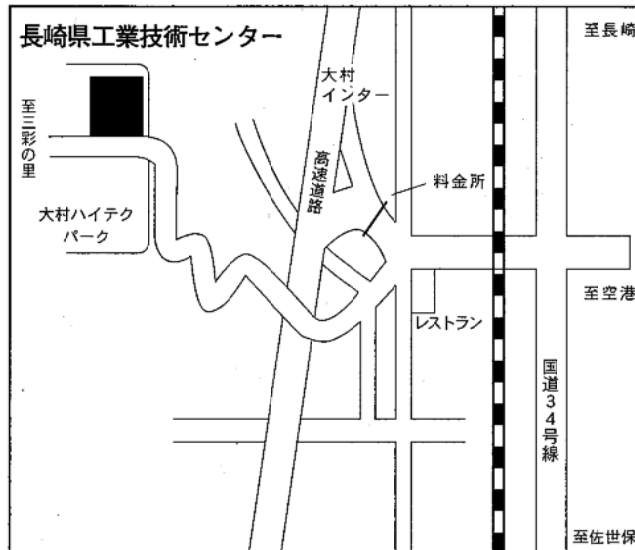 長崎県工業技術センター
至長崎
大村
インター
至三彩の里
高速道路
料金所
大村ハイテク
パーク
至空港
レストラン
国道34号線
至佐世保